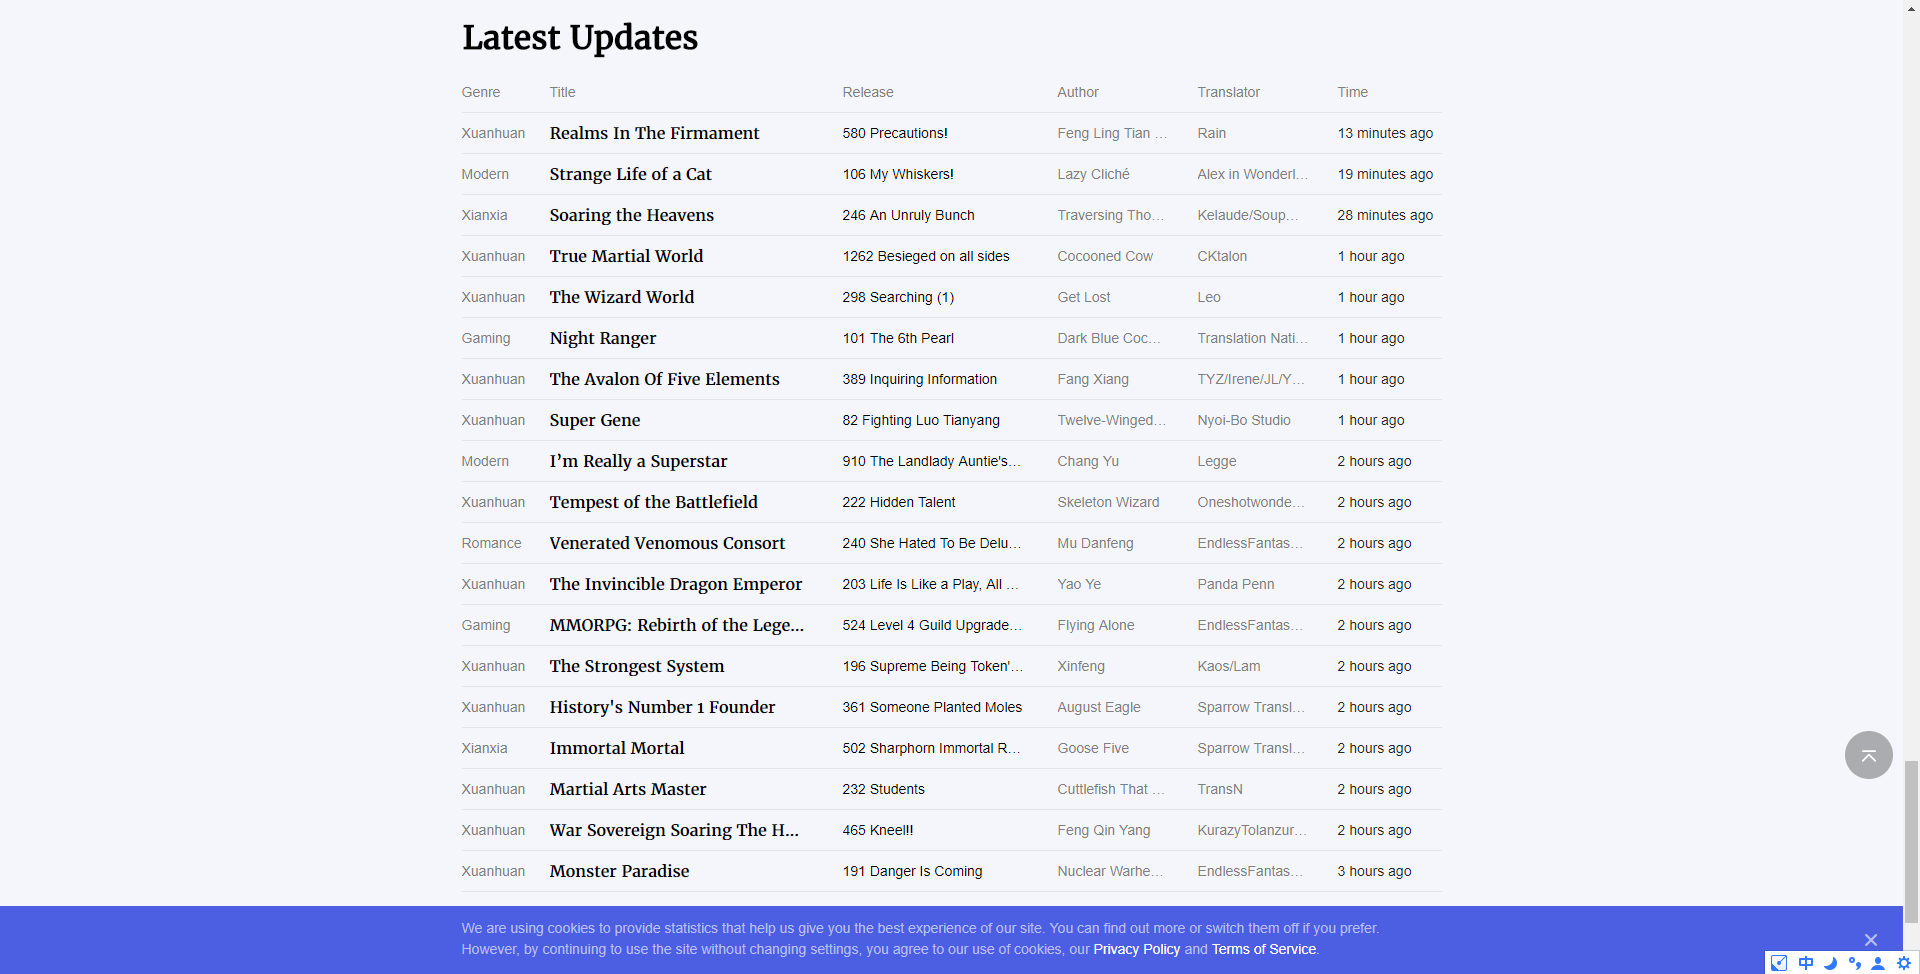 Latest Updates
Genre Title Release Author Translator Time
Xuanhuan Realms In The Firmament 580 Precautions! Feng Ling Tian ... Rain 13 minutes ago
Modern Strange Life of a Cat 106 My Whiskers! Lazy Cliché Alex in Wonderl... 19 minutes ago
Xianxia Soaring the Heavens 246 An Unruly Bunch Traversing Tho... Kelaude/Soup... 28 minutes ago
Xuanhuan True Martial World 1262 Besieged on all sides Cocooned Cow CKtalon 1 hour ago
Xuanhuan The Wizard World 298 Searching (1) Get Lost Leo 1 hour ago
Gaming Night Ranger 101 The 6th Pearl Dark Blue Coc... Translation Nati... 1 hour ago
Xuanhuan The Avalon Of Five Elements 389 Inquiring Information Fang Xiang TYZ/Irene/JL/Y... 1 hour ago
Xuanhuan Super Gene 82 Fighting Luo Tianyang Twelve-Winged... Nyoi-Bo Studio 1 hour ago
Modern I’m Really a Superstar 910 The Landlady Auntie's... Chang Yu Legge 2 hours ago
Xuanhuan Tempest of the Battlefield 222 Hidden Talent Skeleton Wizard Oneshotwonde... 2 hours ago
Romance Venerated Venomous Consort 240 She Hated To Be Delu... Mu Danfeng EndlessFantas... 2 hours ago
Xuanhuan The Invincible Dragon Emperor 203 Life Is Like a Play, All ... Yao Ye Panda Penn 2 hours ago
Gaming MMORPG: Rebirth of the Lege... 524 Level 4 Guild Upgrade... Flying Alone EndlessFantas... 2 hours ago
Xuanhuan The Strongest System 196 Supreme Being Token'... Xinfeng Kaos/Lam 2 hours ago
Xuanhuan History's Number 1 Founder 361 Someone Planted Moles August Eagle Sparrow Transl... 2 hours ago
Xianxia Immortal Mortal 502 Sharphorn Immortal R... Goose Five Sparrow Transl... 2 hours ago
Xuanhuan Martial Arts Master 232 Students Cuttlefish That ... TransN 2 hours ago
Xuanhuan War Sovereign Soaring The H... 465 Kneel!! Feng Qin Yang KurazyTolanzur... 2 hours ago
Xuanhuan Monster Paradise 191 Danger Is Coming Nuclear Warhe... EndlessFantas... 3 hours ago
We are using cookies to provide statistics that help us give you the best experience of our site. You can find out more or switch them off if you prefer.
However, by continuing to use the site without changing settings, you agree to our use of cookies, our Privacy Policy and Terms of Service.
中